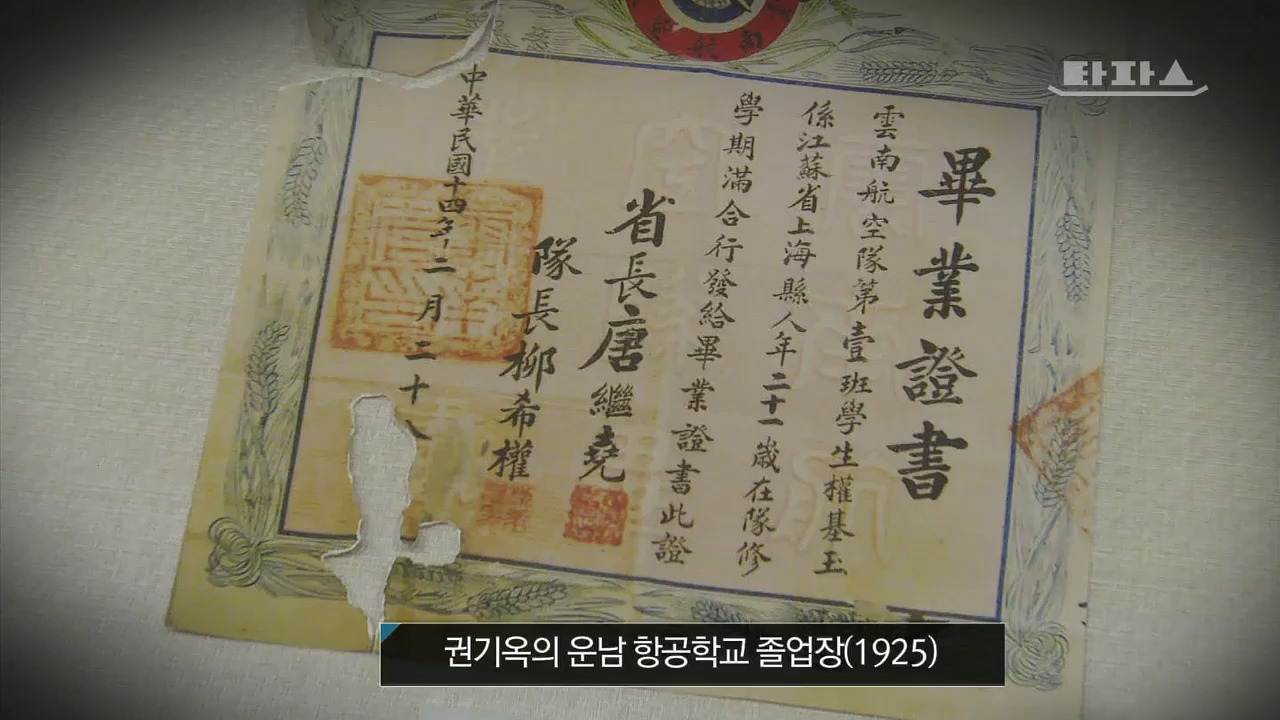 타파스
畢業證書
雲南航空隊第壹班學生權基玉
係江蘇省上海縣人年二十一歲在隊修
學期滿合行發給畢業證書此證
省長唐繼堯
隊長柳希權
中華民國十四年二月二十八
권기옥의 운남 항공학교 졸업장(1925)